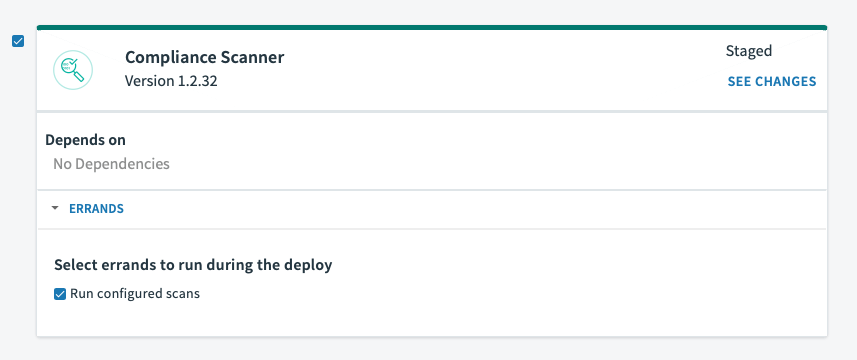 Compliance Scanner
Version 1.2.32
Staged
SEE CHANGES
Depends on
No Dependencies
ERRANDS
Select errands to run during the deploy
Run configured scans